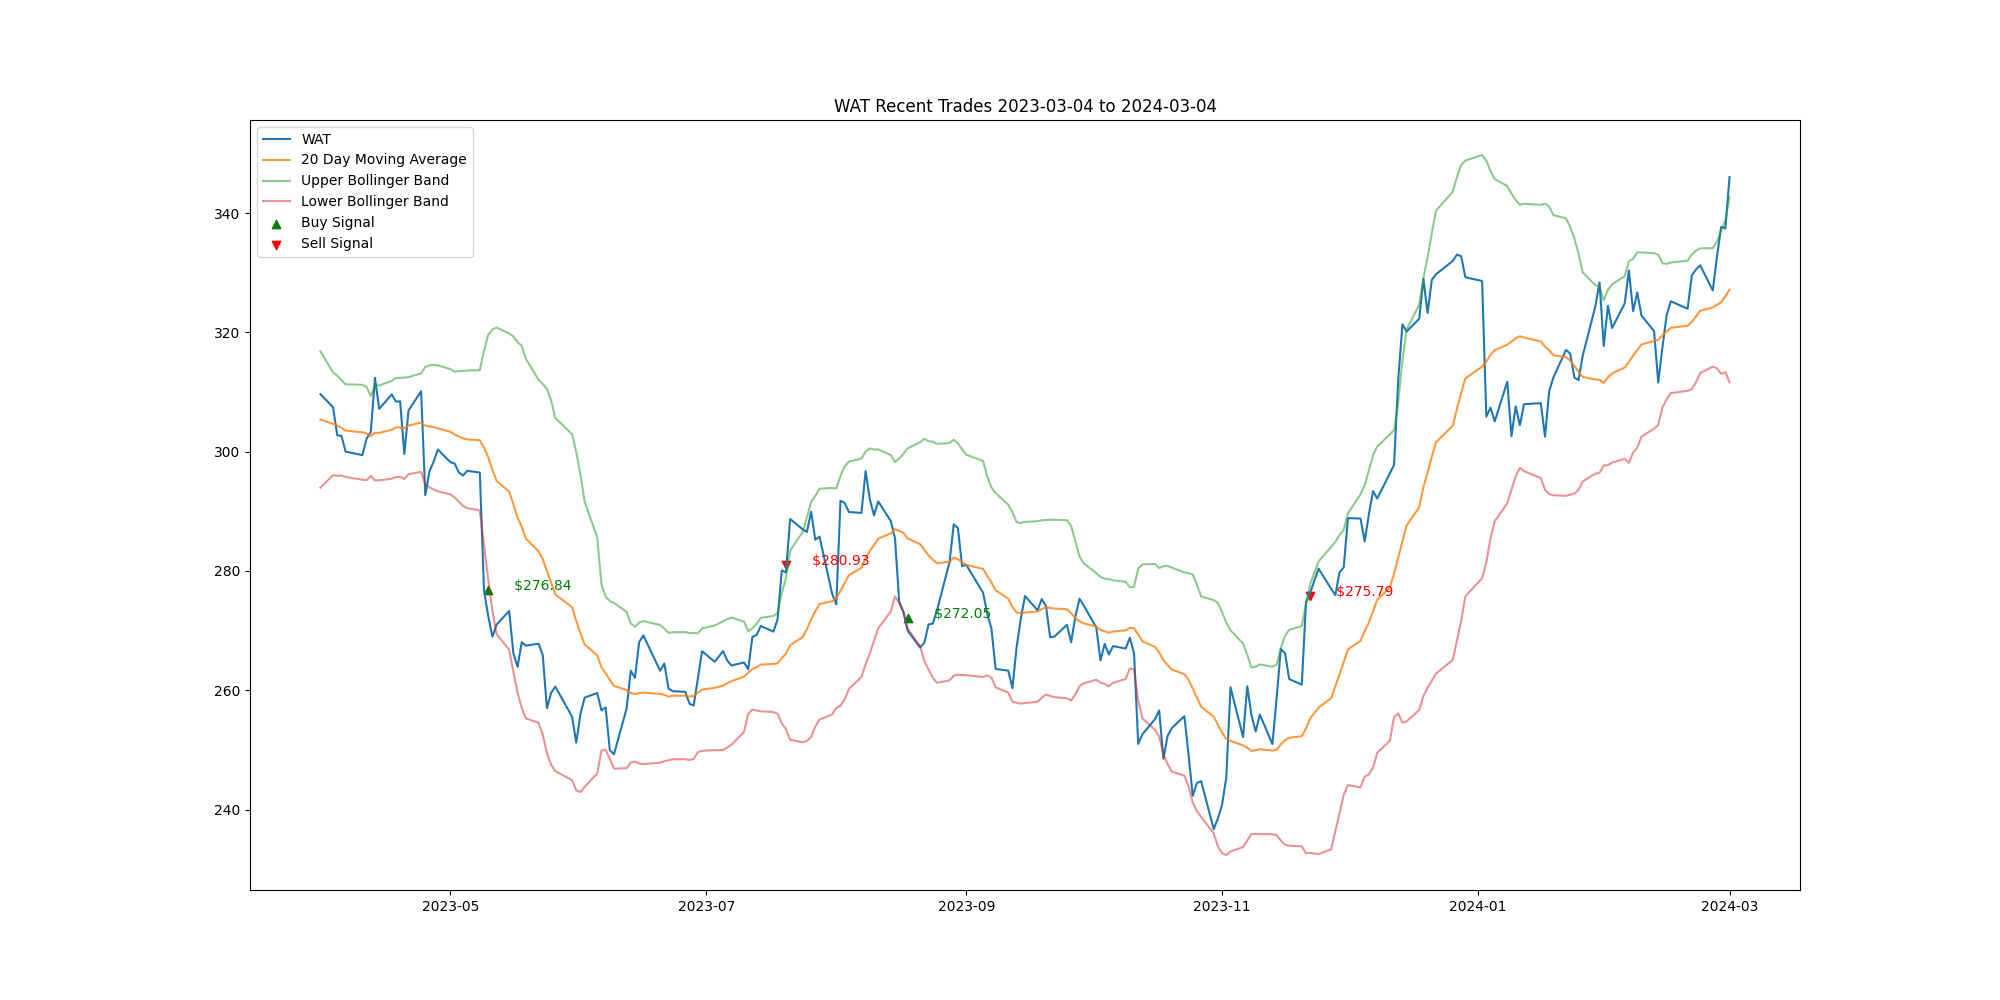 WAT Recent Trades 2023-03-04 to 2024-03-04
WAT
20 Day Moving Average
Upper Bollinger Band
Lower Bollinger Band
Buy Signal
Sell Signal
340
320
300
280
260
240
$276.84
$280.93
$272.05
$275.79
2023-05
2023-07
2023-09
2023-11
2024-01
2024-03